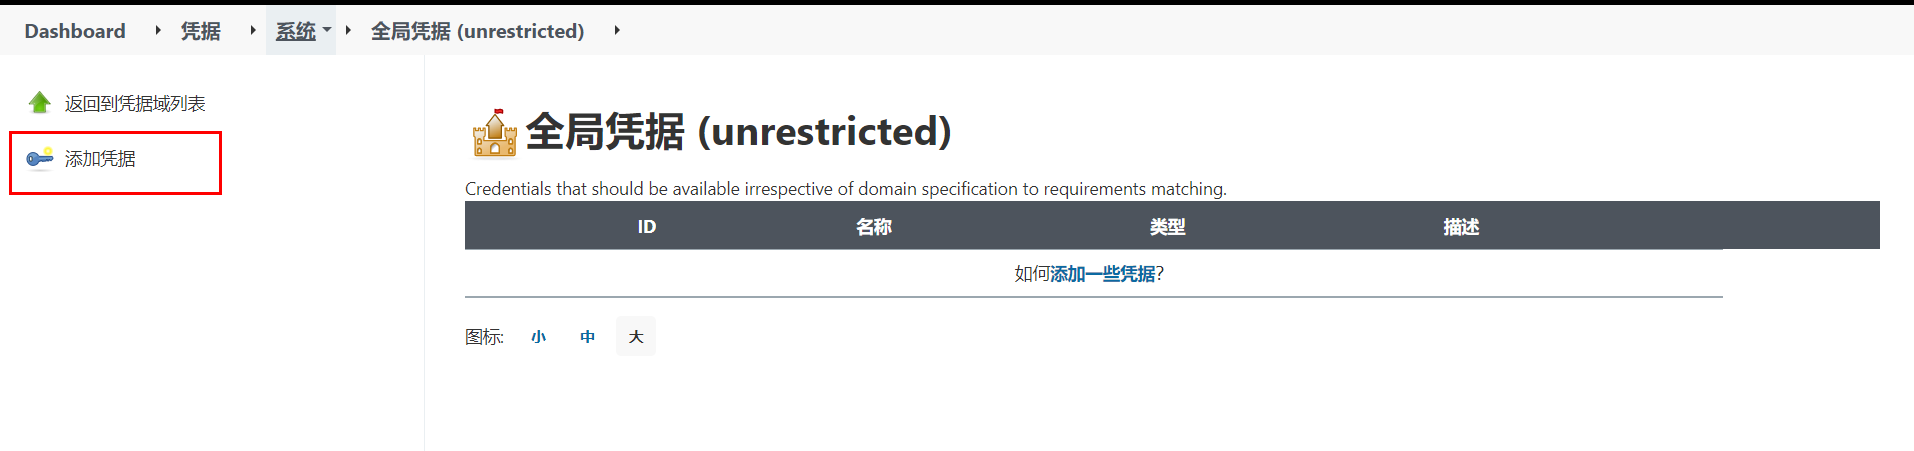 Dashboard 凭据 系统 全局凭据 (unrestricted)
返回到凭据域列表
添加凭据
全局凭据 (unrestricted)
Credentials that should be available irrespective of domain specification to requirements matching.
ID 名称 类型 描述
如何添加一些凭据?
图标: 小 中 大